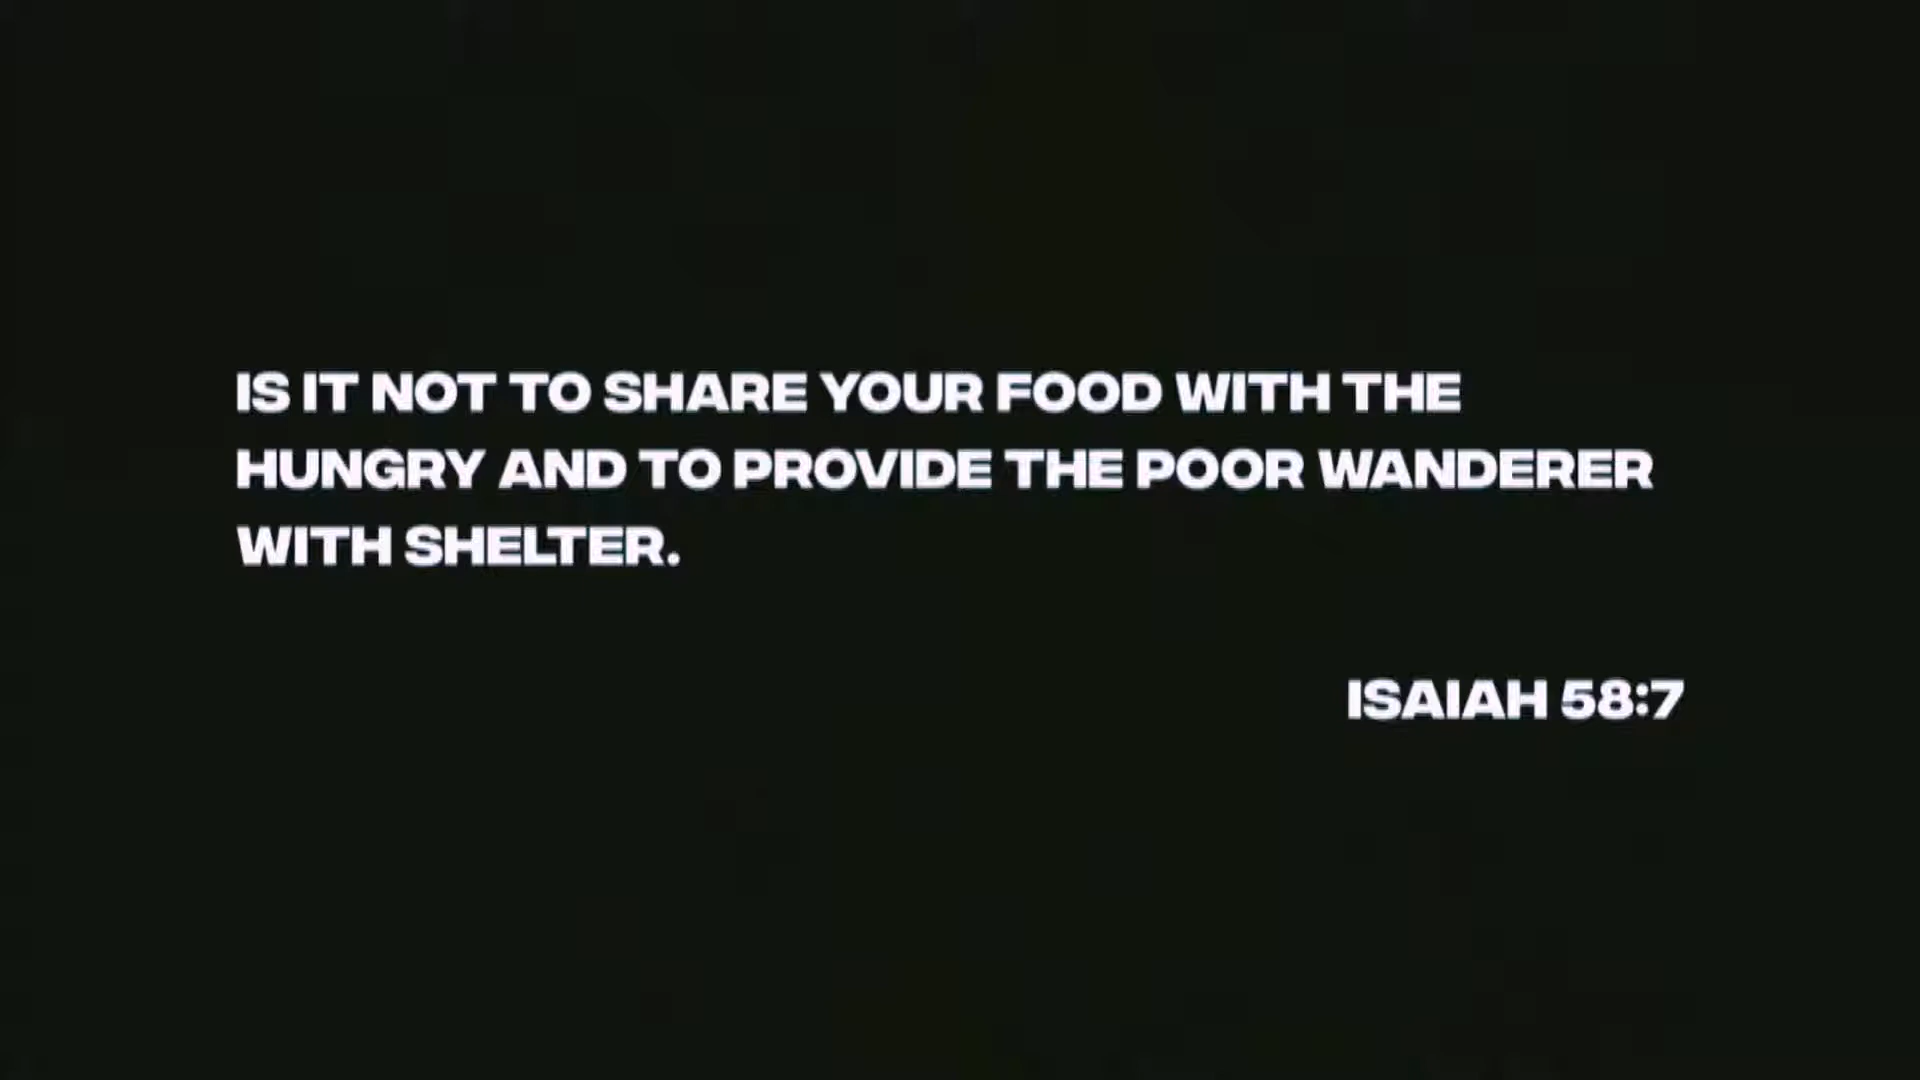 IS IT NOT TO SHARE YOUR FOOD WITH THE
HUNGRY AND TO PROVIDE THE POOR WANDERER
WITH SHELTER.
ISAIAH 58:7